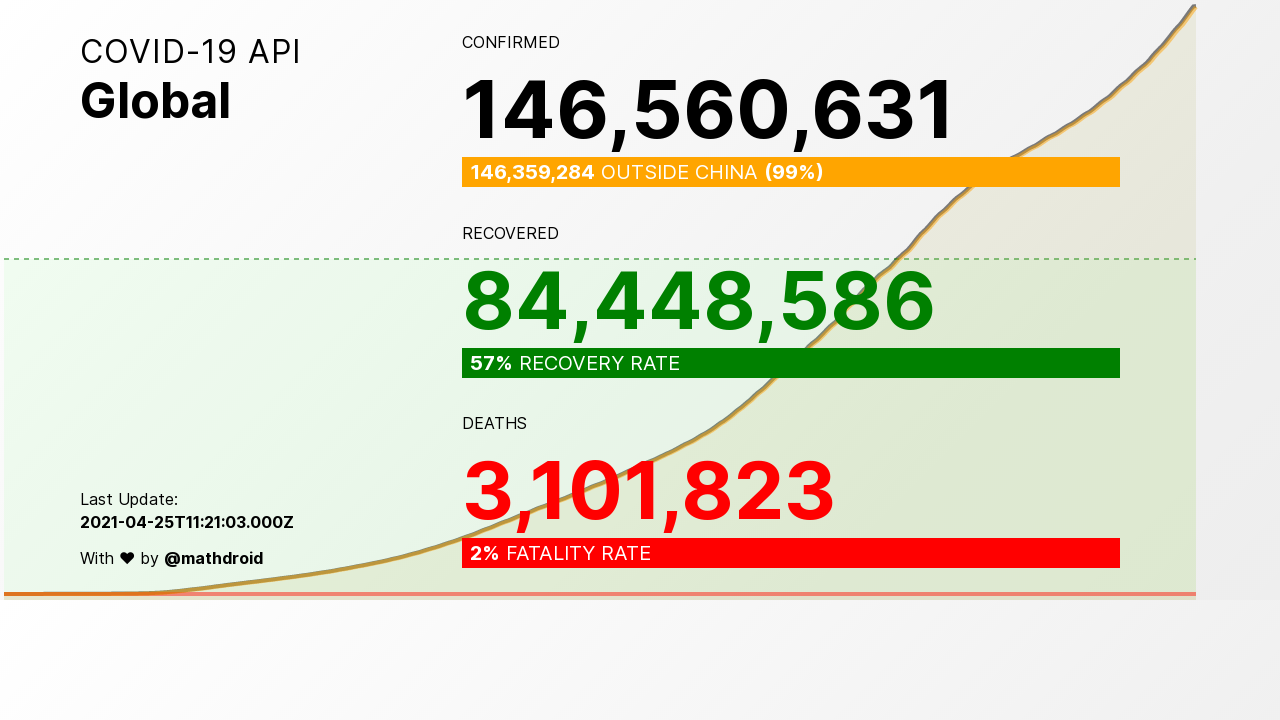 COVID-19 API
Global
CONFIRMED
146,560,631
146,359,284 OUTSIDE CHINA (99%)
RECOVERED
84,448,586
57% RECOVERY RATE
DEATHS
3,101,823
2% FATALITY RATE
Last Update:
2021-04-25T11:21:03.000Z
With ♥ by @mathdroid